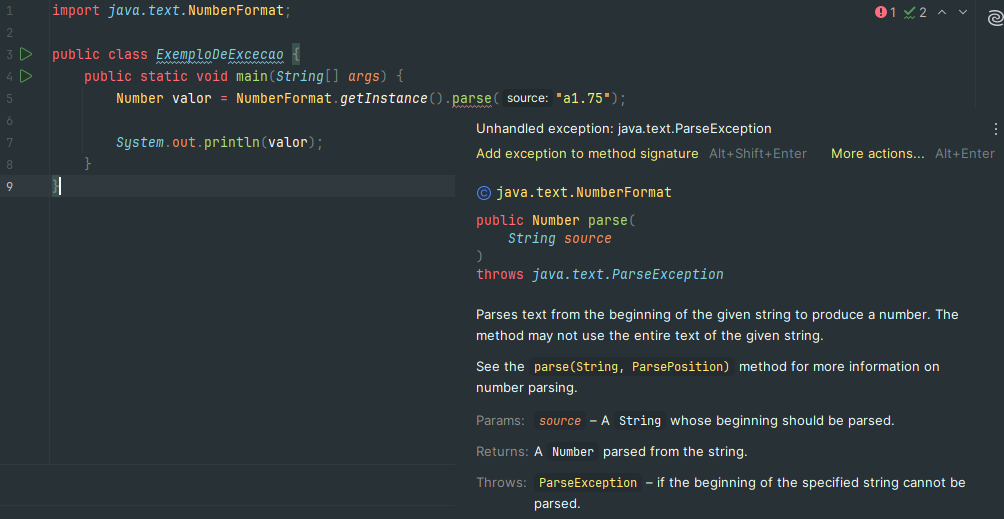 1 import java.text.NumberFormat;
1 2
2
3 public class ExemploDeExcecao {
4 public static void main(String[] args) {
5 Number valor = NumberFormat.getInstance().parse( source: "a1.75");
6
7 System.out.println(valor);
8 }
9 }
Unhandled exception: java.text.ParseException
Add exception to method signature Alt+Shift+Enter More actions... Alt+Enter
C java.text.NumberFormat
public Number parse(
String source
)
throws java.text.ParseException
Parses text from the beginning of the given string to produce a number. The
method may not use the entire text of the given string.
See the parse(String, ParsePosition) method for more information on
number parsing.
Params: source – A String whose beginning should be parsed.
Returns: A Number parsed from the string.
Throws: ParseException – if the beginning of the specified string cannot be
parsed.